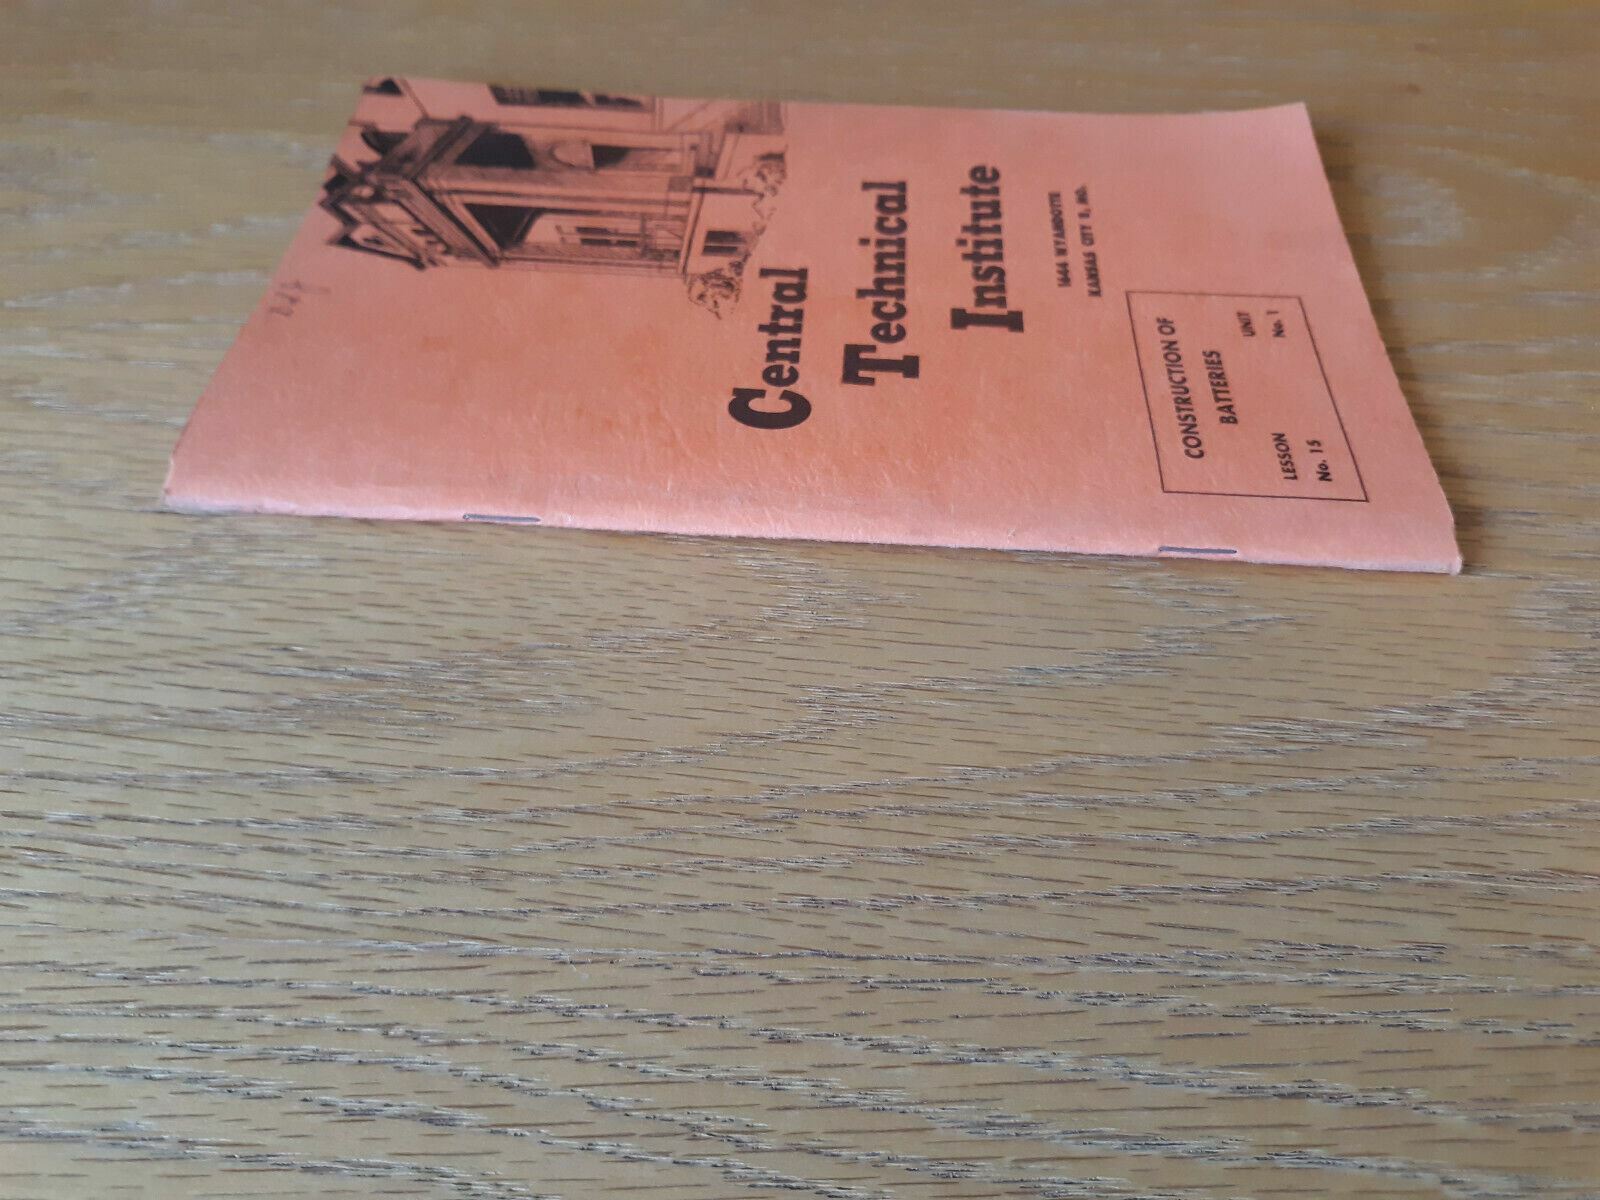 Central
Technical
Institute
1644 WYANDOTTE
KANSAS CITY 8, MO.
CONSTRUCTION OF
BATTERIES
LESSON UNIT
No. 15 No. 1